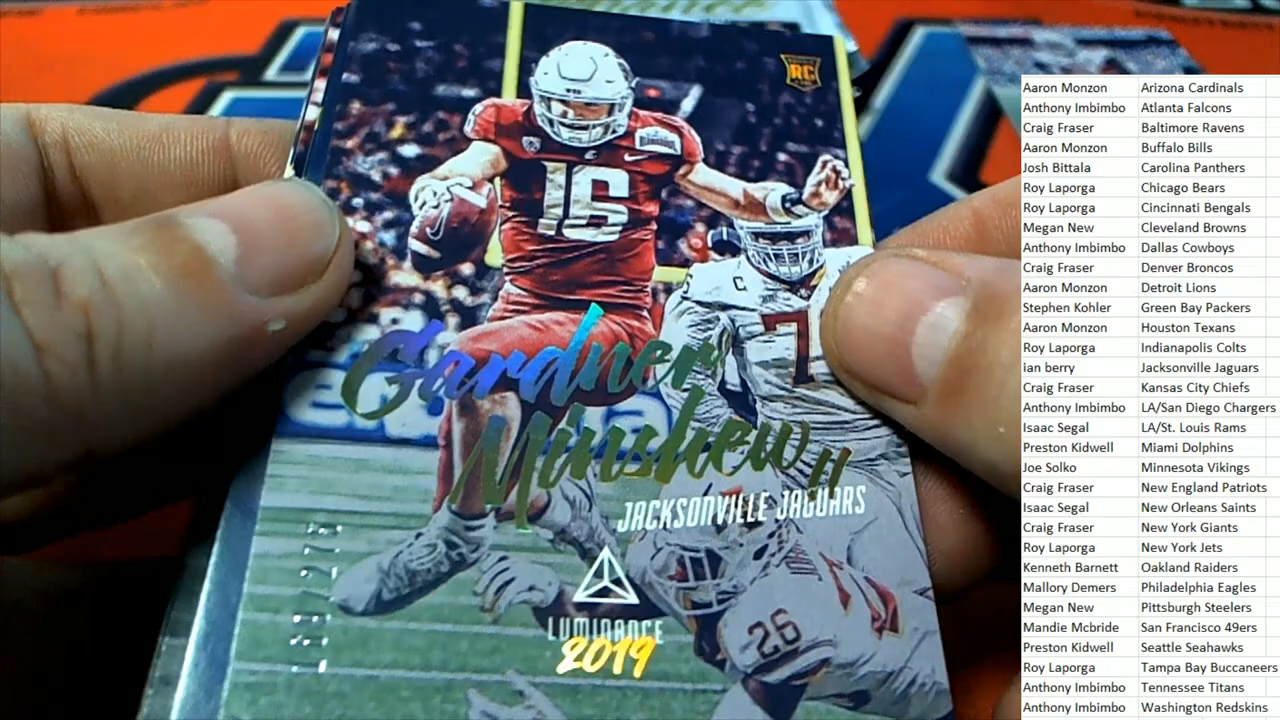 RC
16
C
7
Gardner
Minshew II
JACKSONVILLE JAGUARS
26
LUMINANCE
2019
Aaron Monzon Arizona Cardinals
Anthony Imbimbo Atlanta Falcons
Craig Fraser Baltimore Ravens
Aaron Monzon Buffalo Bills
Josh Bittala Carolina Panthers
Roy Laporga Chicago Bears
Roy Laporga Cincinnati Bengals
Megan New Cleveland Browns
Anthony Imbimbo Dallas Cowboys
Craig Fraser Denver Broncos
Aaron Monzon Detroit Lions
Stephen Kohler Green Bay Packers
Aaron Monzon Houston Texans
Roy Laporga Indianapolis Colts
ian berry Jacksonville Jaguars
Craig Fraser Kansas City Chiefs
Anthony Imbimbo LA/San Diego Chargers
Isaac Segal LA/St. Louis Rams
Preston Kidwell Miami Dolphins
Joe Solko Minnesota Vikings
Craig Fraser New England Patriots
Isaac Segal New Orleans Saints
Craig Fraser New York Giants
Roy Laporga New York Jets
Kenneth Barnett Oakland Raiders
Mallory Demers Philadelphia Eagles
Megan New Pittsburgh Steelers
Mandie Mcbride San Francisco 49ers
Preston Kidwell Seattle Seahawks
Roy Laporga Tampa Bay Buccaneers
Anthony Imbimbo Tennessee Titans
Anthony Imbimbo Washington Redskins